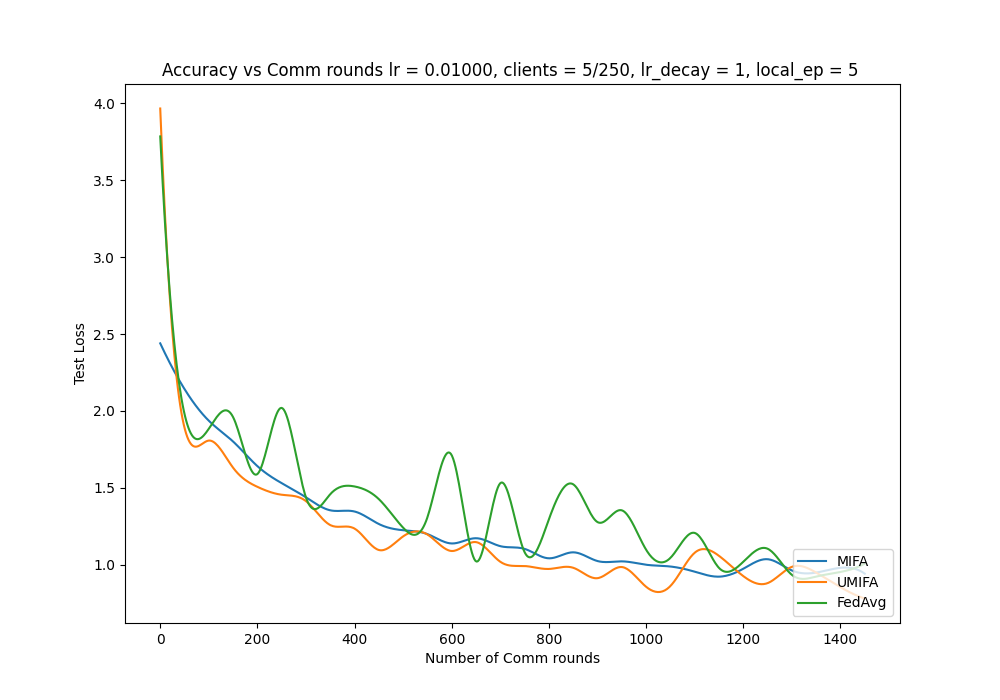 Accuracy vs Comm rounds lr = 0.01000, clients = 5/250, lr_decay = 1, local_ep = 5
4.0
3.5
3.0
2.5
2.0
1.5
1.0
Test Loss
0 200 400 600 800 1000 1200 1400
Number of Comm rounds
MIFA
UMIFA
FedAvg